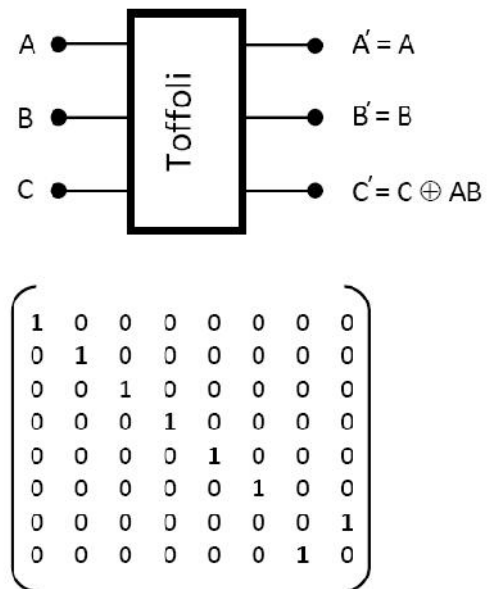 A A′ = A
Toffoli
B B′ = B
C C′ = C ⊕ AB
1 0 0 0 0 0 0 0
0 1 0 0 0 0 0 0
0 0 1 0 0 0 0 0
0 0 0 1 0 0 0 0
0 0 0 0 1 0 0 0
0 0 0 0 0 1 0 0
0 0 0 0 0 0 0 1
0 0 0 0 0 0 1 0